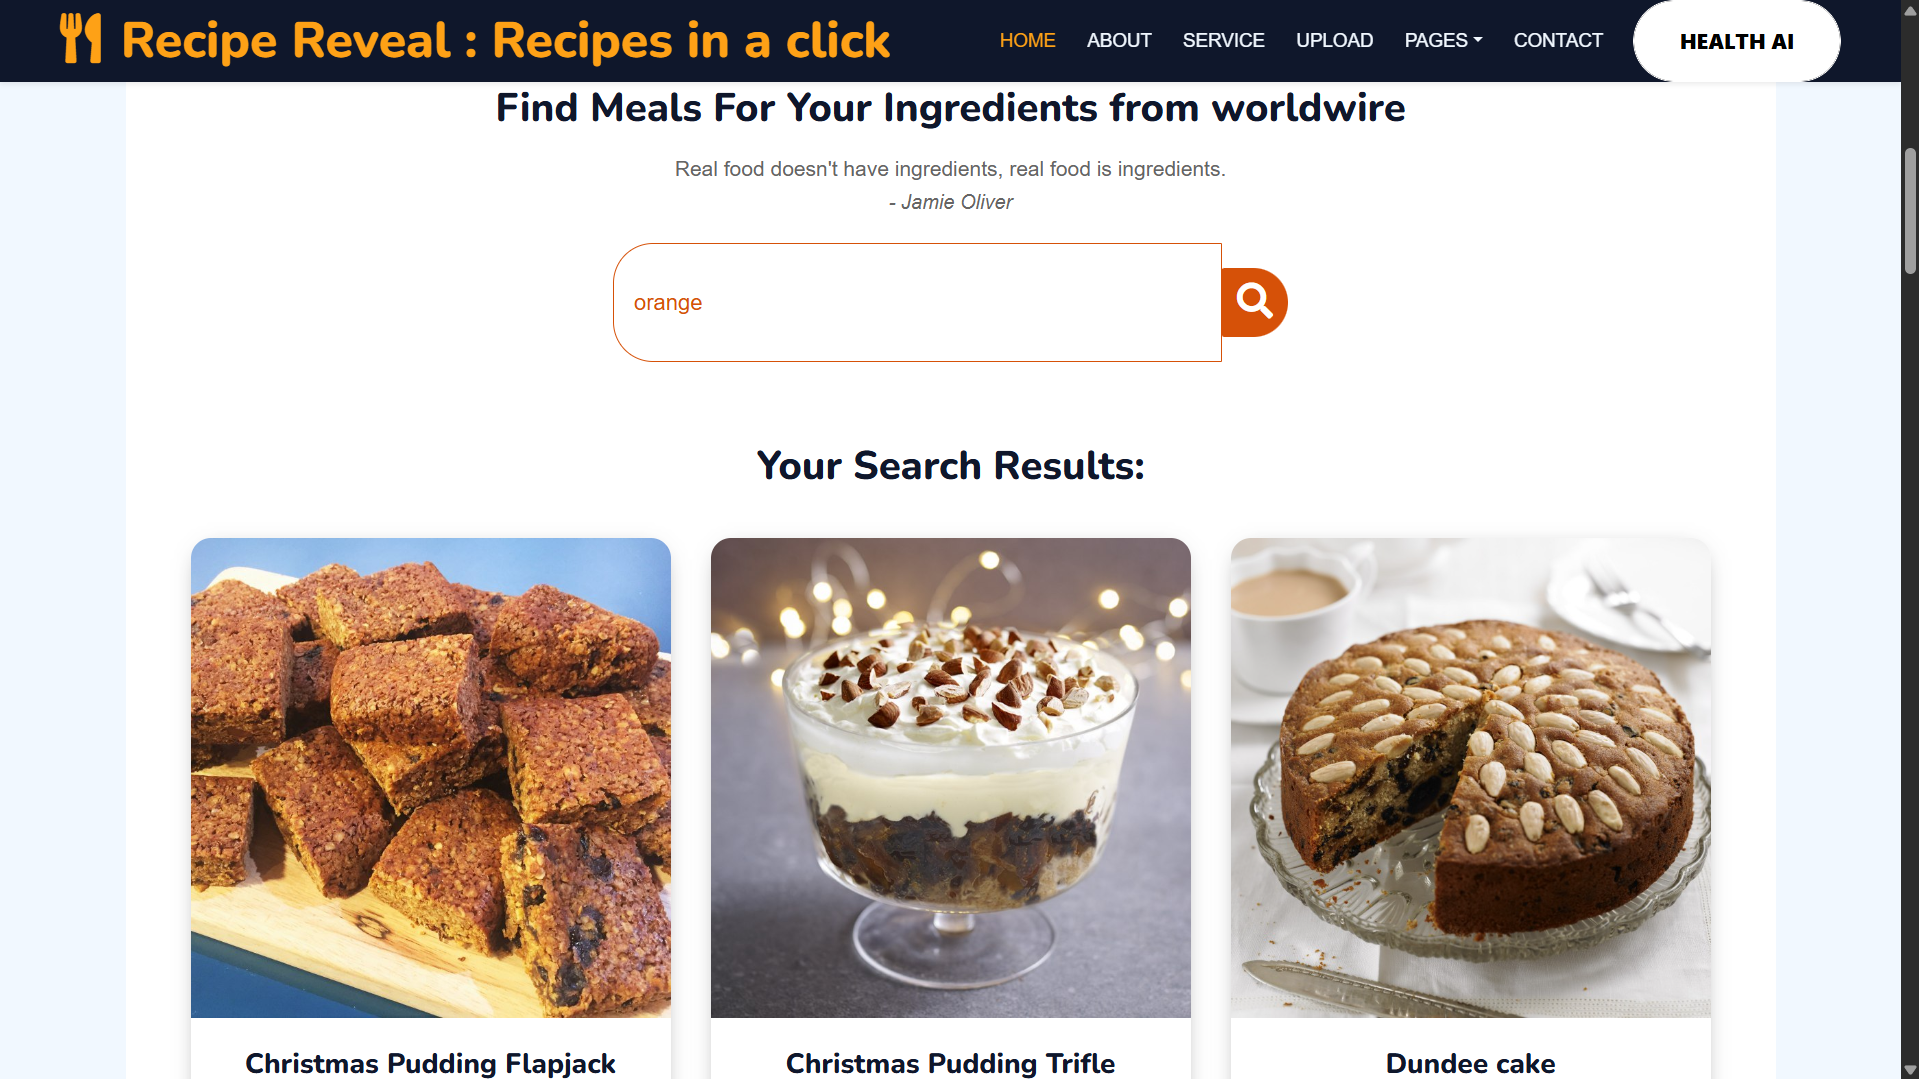 Recipe Reveal : Recipes in a click
HOME
ABOUT
SERVICE
UPLOAD
PAGES
CONTACT
HEALTH AI
Find Meals For Your Ingredients from worldwire
Real food doesn't have ingredients, real food is ingredients.
- Jamie Oliver
orange
Your Search Results:
Christmas Pudding Flapjack
Christmas Pudding Trifle
Dundee cake